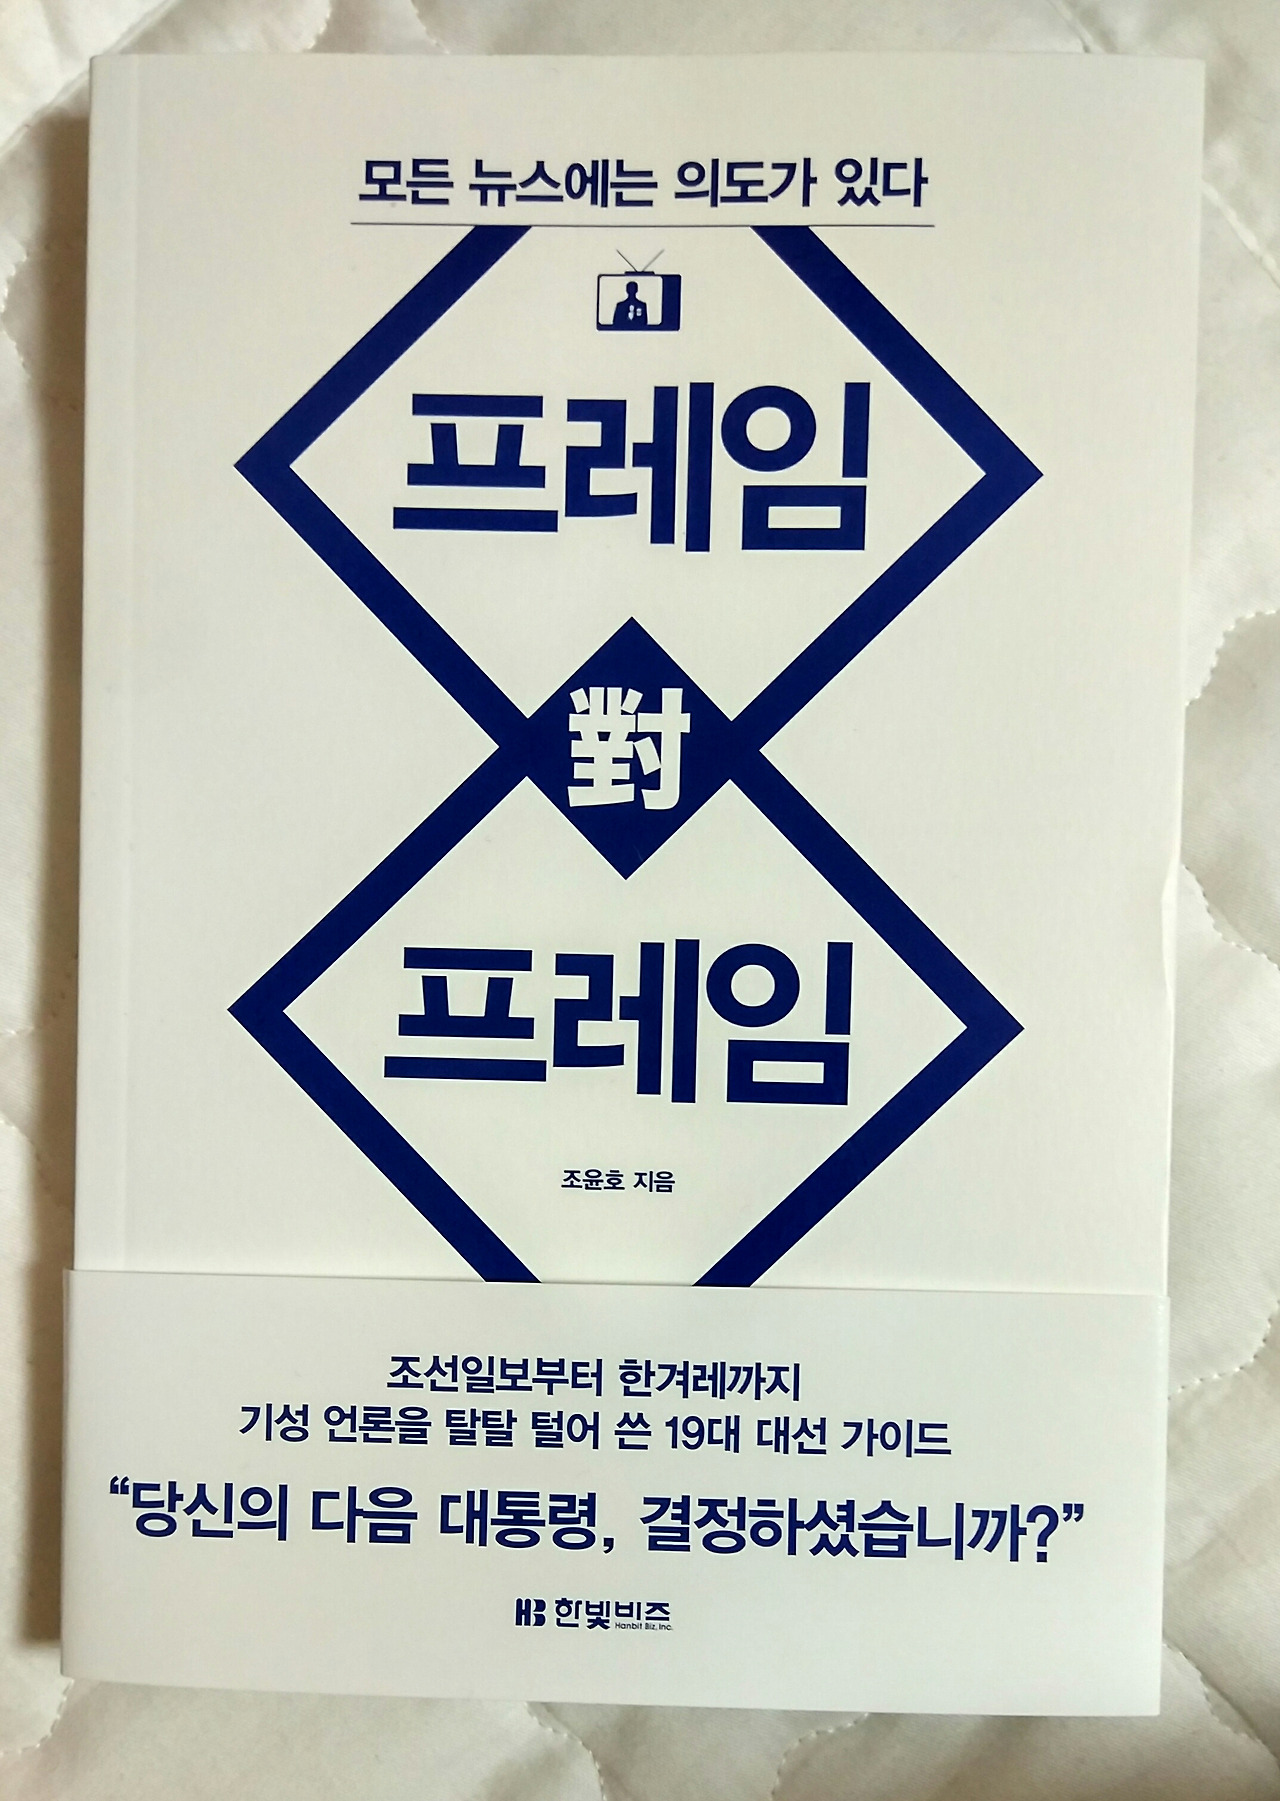 모든 뉴스에는 의도가 있다
프레임
對
프레임
조윤호 지음
조선일보부터 한겨레까지
기성 언론을 탈탈 털어 쓴 19대 대선 가이드
“당신의 다음 대통령, 결정하셨습니까?”
HB 한빛비즈
Hanbit Biz, Inc.